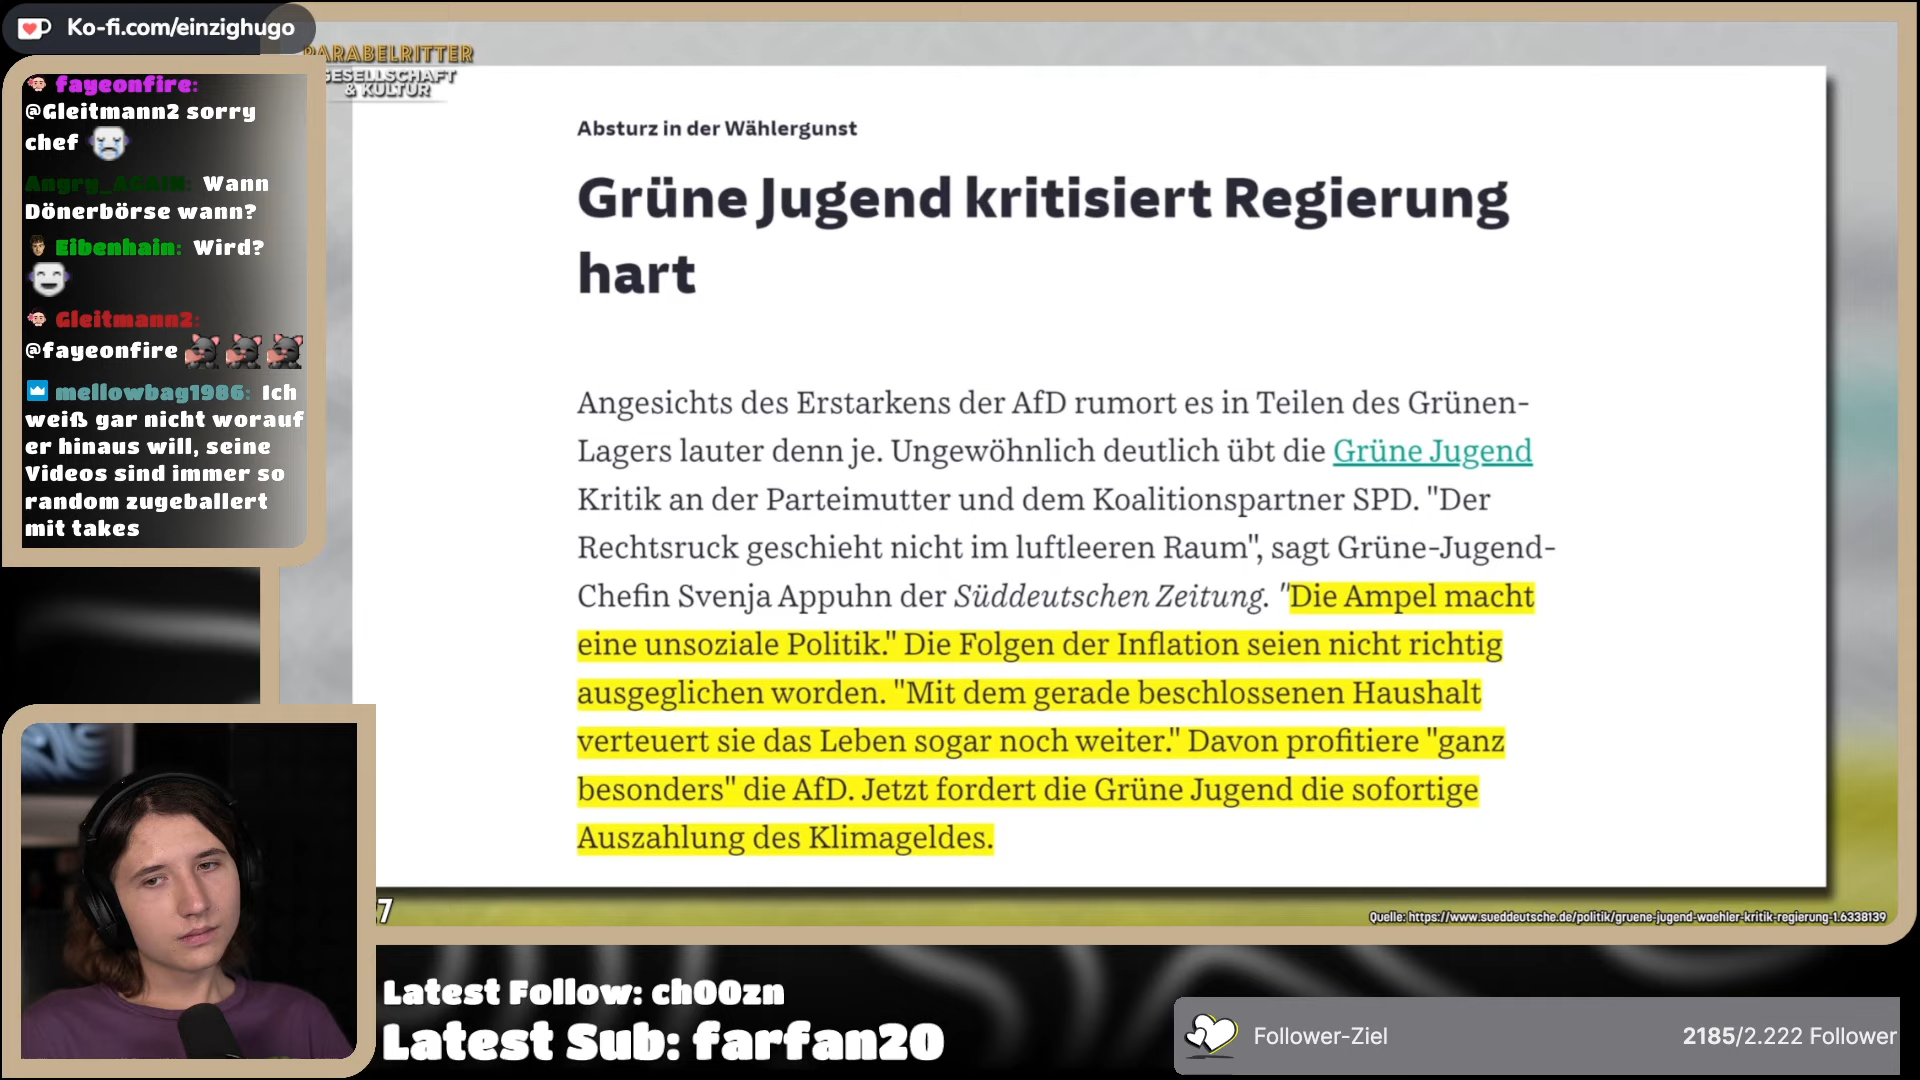 Ko-fi.com/einzighugo
PARABELRITTER
GESELLSCHAFT
& KULTUR
fayeonfire:
@Gleitmann2 sorry
chef
Angry_AGAIN: Wann
Dönerbörse wann?
Eibenhain: Wird?
Gleitmann2:
@fayeonfire
mellowbag1986: Ich
weiß gar nicht worauf
er hinaus will, seine
Videos sind immer so
random zugeballert
mit takes
Absturz in der Wählergunst
Grüne Jugend kritisiert Regierung
hart
Angesichts des Erstarkens der AfD rumort es in Teilen des Grünen-
Lagers lauter denn je. Ungewöhnlich deutlich übt die Grüne Jugend
Kritik an der Parteimutter und dem Koalitionspartner SPD. "Der
Rechtsruck geschieht nicht im luftleeren Raum", sagt Grüne-Jugend-
Chefin Svenja Appuhn der Süddeutschen Zeitung. "Die Ampel macht
eine unsoziale Politik." Die Folgen der Inflation seien nicht richtig
ausgeglichen worden. "Mit dem gerade beschlossenen Haushalt
verteuert sie das Leben sogar noch weiter." Davon profitiere "ganz
besonders" die AfD. Jetzt fordert die Grüne Jugend die sofortige
Auszahlung des Klimageldes.
7
Quelle: https://www.sueddeutsche.de/politik/gruene-jugend-waehler-kritik-regierung-1.6338139
Latest Follow: ch00zn
Latest Sub: farfan20
Follower-Ziel
2185/2.222 Follower